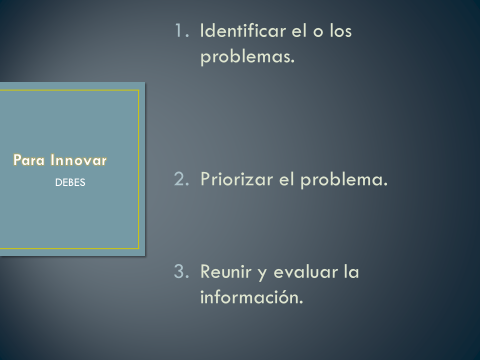 Para Innovar
DEBES
1. Identificar el o los
problemas.
2. Priorizar el problema.
3. Reunir y evaluar la
información.